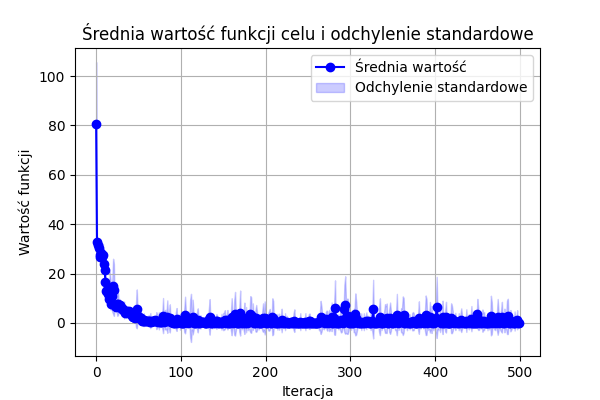 Średnia wartość funkcji celu i odchylenie standardowe
Średnia wartość
Odchylenie standardowe
Wartość funkcji
100
80
60
40
20
0
0 100 200 300 400 500
Iteracja